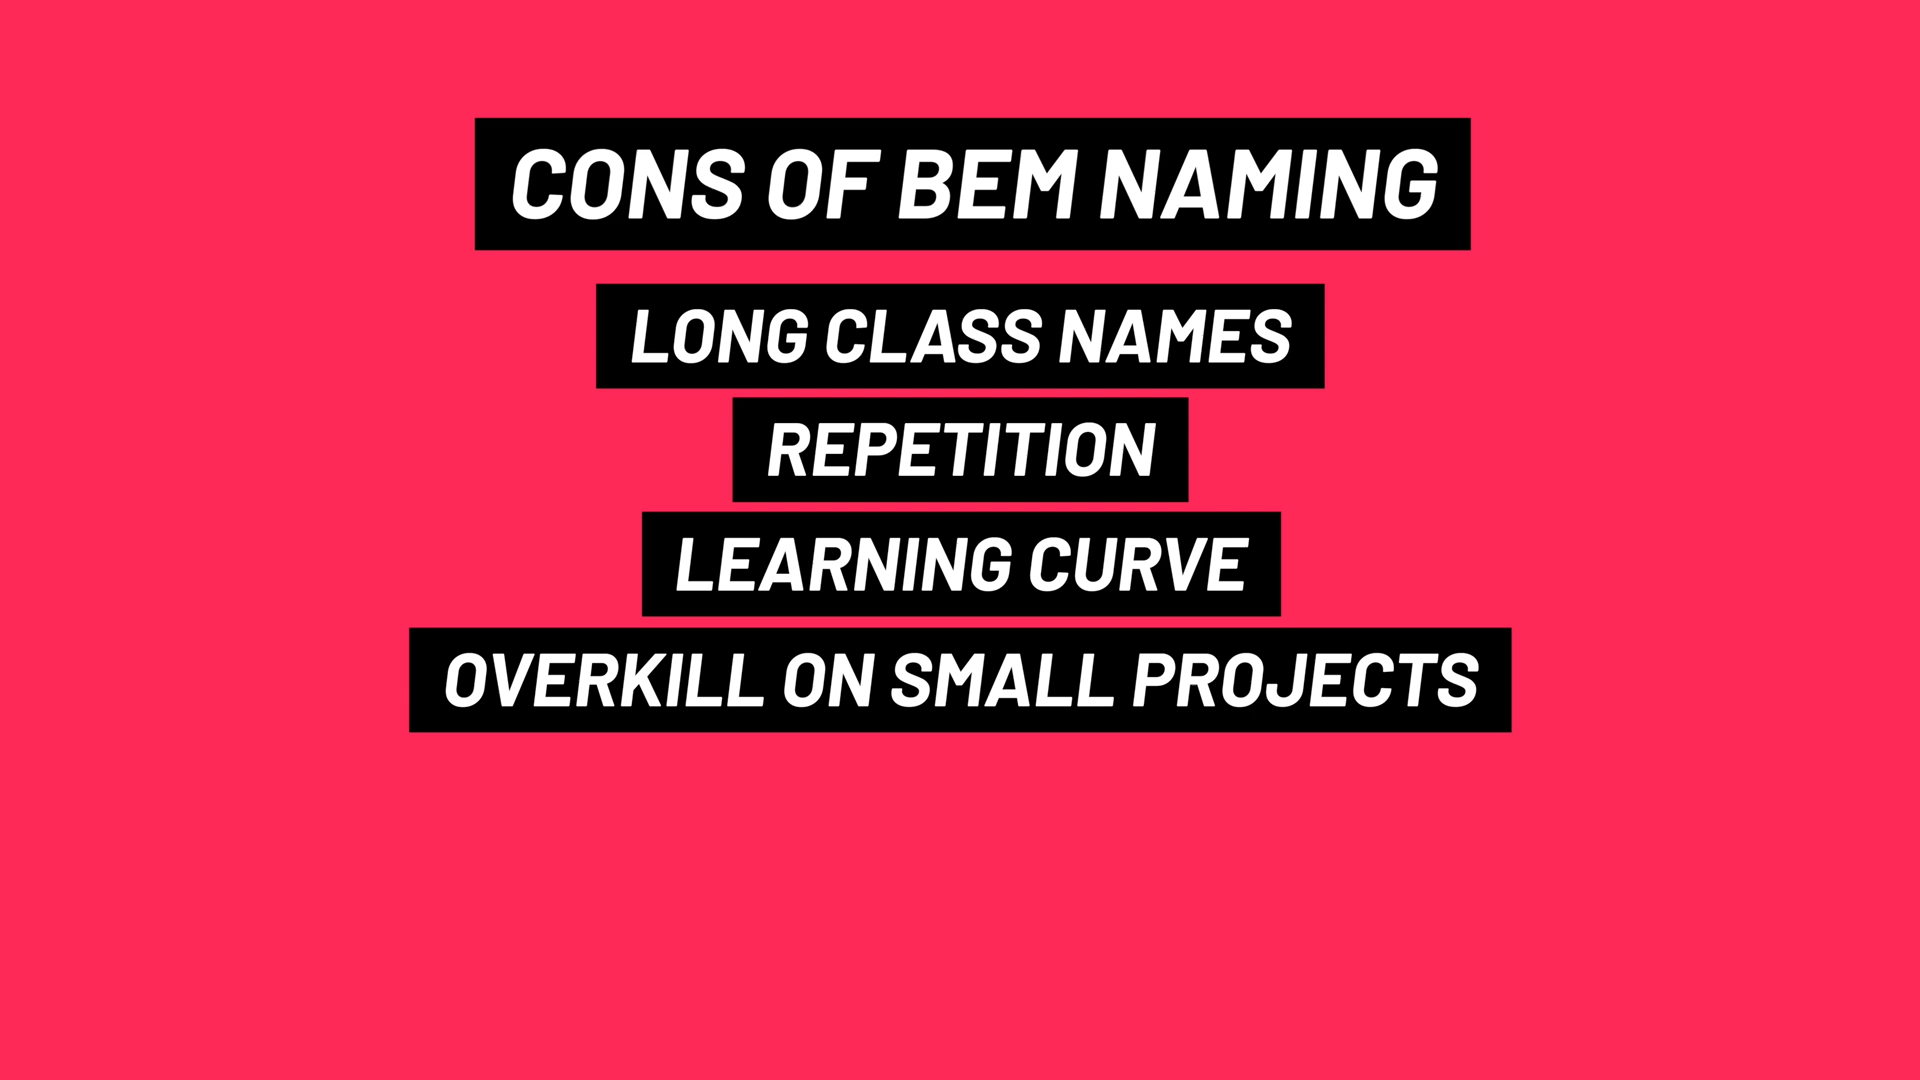 CONS OF BEM NAMING
LONG CLASS NAMES
REPETITION
LEARNING CURVE
OVERKILL ON SMALL PROJECTS